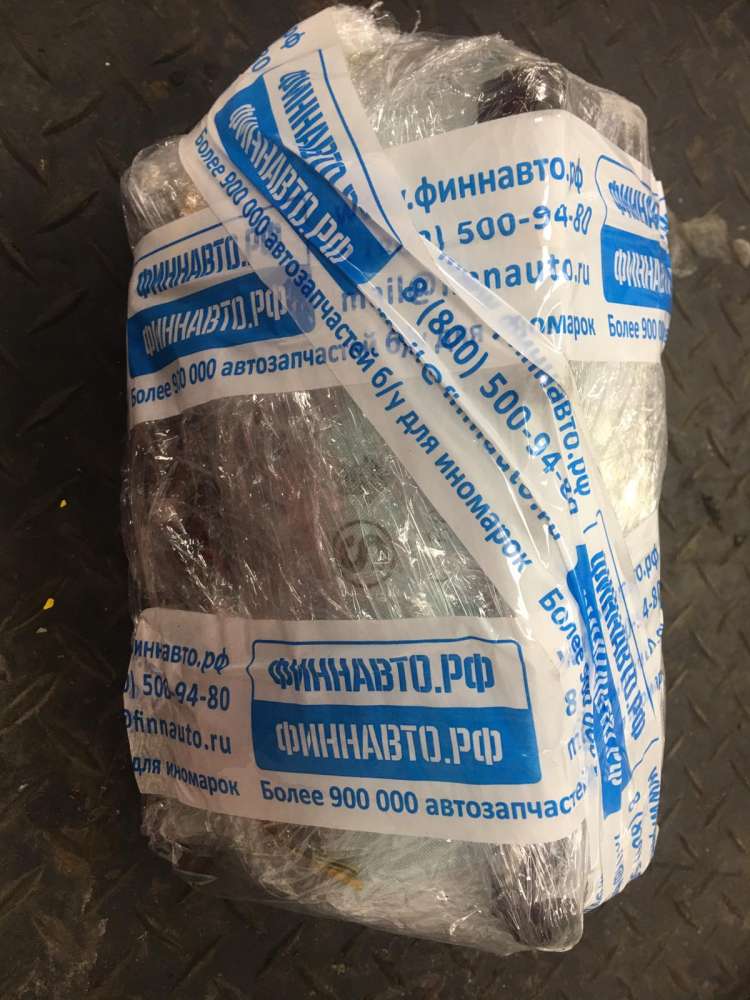 ФИННАВТО.РФ
ФИННАВТО.РФ
Более 900 000 автозапчастей б/у для иномарок
8(800) 500-94-80
финнавто.рф
500-94-80
Более 900
ФИННАВТО.
ФИННАВТО.РФ
Более 900 000 автозапчастей
иннавто.рф
500-94-80
@finnauto.ru
для иномарок
ФИННАВТО.РФ
ФИННАВТО.РФ
Более 900 000 автозапчастей
Более
ФИННАВТО.РФ